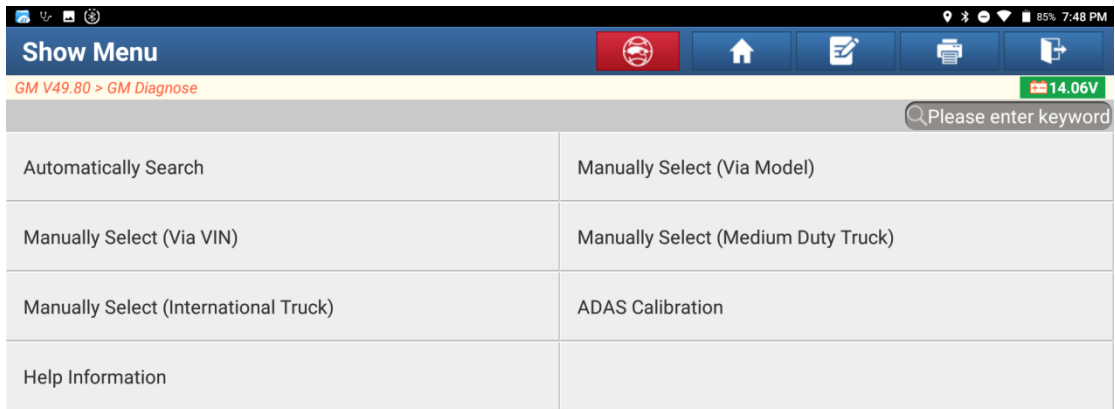 85% 7:48 PM
Show Menu
GM V49.80 > GM Diagnose
14.06V
Please enter keyword
Automatically Search
Manually Select (Via Model)
Manually Select (Via VIN)
Manually Select (Medium Duty Truck)
Manually Select (International Truck)
ADAS Calibration
Help Information